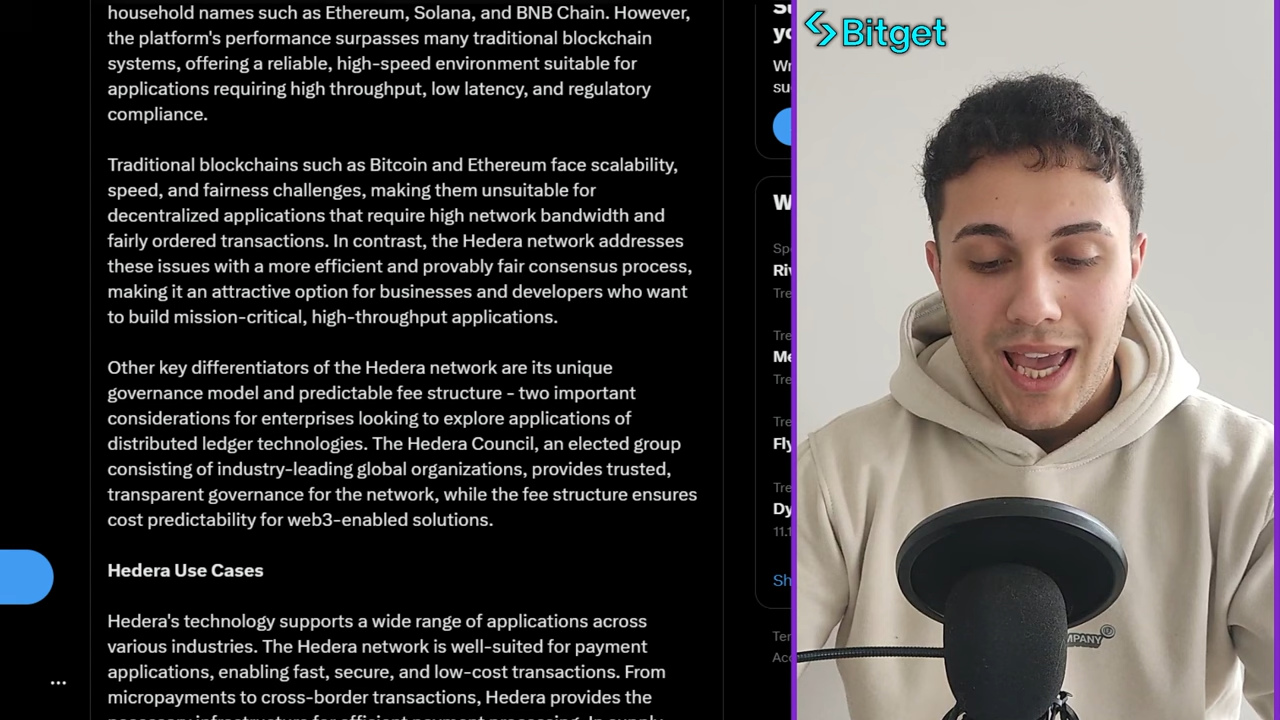 household names such as Ethereum, Solana, and BNB Chain. However,
the platform's performance surpasses many traditional blockchain
systems, offering a reliable, high-speed environment suitable for
applications requiring high throughput, low latency, and regulatory
compliance.
Traditional blockchains such as Bitcoin and Ethereum face scalability,
speed, and fairness challenges, making them unsuitable for
decentralized applications that require high network bandwidth and
fairly ordered transactions. In contrast, the Hedera network addresses
these issues with a more efficient and provably fair consensus process,
making it an attractive option for businesses and developers who want
to build mission-critical, high-throughput applications.
Other key differentiators of the Hedera network are its unique
governance model and predictable fee structure - two important
considerations for enterprises looking to explore applications of
distributed ledger technologies. The Hedera Council, an elected group
consisting of industry-leading global organizations, provides trusted,
transparent governance for the network, while the fee structure ensures
cost predictability for web3-enabled solutions.
Hedera Use Cases
Hedera's technology supports a wide range of applications across
various industries. The Hedera network is well-suited for payment
applications, enabling fast, secure, and low-cost transactions. From
micropayments to cross-border transactions, Hedera provides the
Bitget